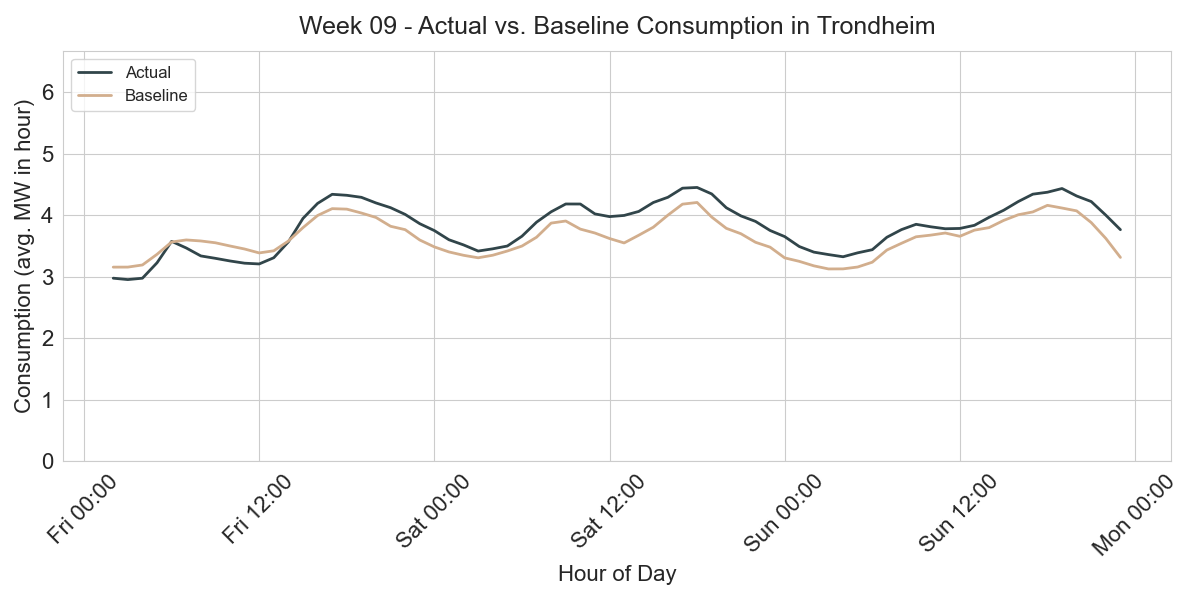 Week 09 - Actual vs. Baseline Consumption in Trondheim
Actual
Baseline
Consumption (avg. MW in hour)
6
5
4
3
2
1
0
Fri 00:00
Fri 12:00
Sat 00:00
Sat 12:00
Sun 00:00
Sun 12:00
Mon 00:00
Hour of Day